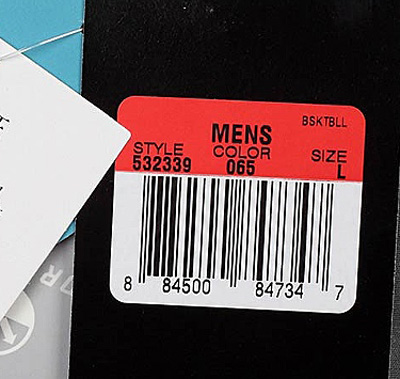 BSKTBLL
MENS
STYLE COLOR SIZE
532339 065 L
8 84500 84734 7